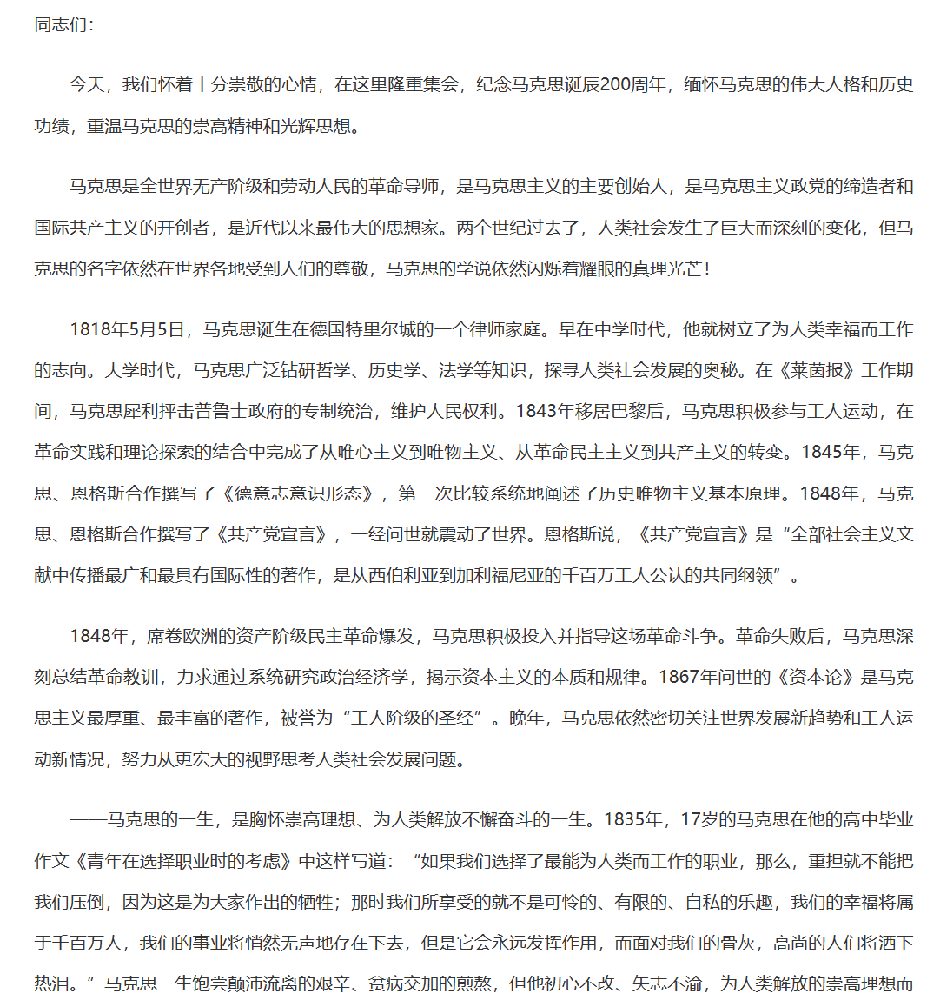 同志们：
今天，我们怀着十分崇敬的心情，在这里隆重集会，纪念马克思诞辰200周年，缅怀马克思的伟大人格和历史
功绩，重温马克思的崇高精神和光辉思想。
马克思是全世界无产阶级和劳动人民的革命导师，是马克思主义的主要创始人，是马克思主义政党的缔造者和
国际共产主义的开创者，是近代以来最伟大的思想家。两个世纪过去了，人类社会发生了巨大而深刻的变化，但马
克思的名字依然在世界各地受到人们的尊敬，马克思的学说依然闪烁着耀眼的真理光芒！
1818年5月5日，马克思诞生在德国特里尔城的一个律师家庭。早在中学时代，他就树立了为人类幸福而工作
的志向。大学时代，马克思广泛钻研哲学、历史学、法学等知识，探寻人类社会发展的奥秘。在《莱茵报》工作期
间，马克思犀利抨击普鲁士政府的专制统治，维护人民权利。1843年移居巴黎后，马克思积极参与工人运动，在
革命实践和理论探索的结合中完成了从唯心主义到唯物主义、从革命民主主义到共产主义的转变。1845年，马克
思、恩格斯合作撰写了《德意志意识形态》，第一次比较系统地阐述了历史唯物主义基本原理。1848年，马克
思、恩格斯合作撰写了《共产党宣言》，一经问世就震动了世界。恩格斯说，《共产党宣言》是“全部社会主义文
献中传播最广和最具有国际性的著作，是从西伯利亚到加利福尼亚的千百万工人公认的共同纲领”。
1848年，席卷欧洲的资产阶级民主革命爆发，马克思积极投入并指导这场革命斗争。革命失败后，马克思深
刻总结革命教训，力求通过系统研究政治经济学，揭示资本主义的本质和规律。1867年问世的《资本论》是马克
思主义最厚重、最丰富的著作，被誉为“工人阶级的圣经”。晚年，马克思依然密切关注世界发展新趋势和工人运
动新情况，努力从更宏大的视野思考人类社会发展问题。
——马克思的一生，是胸怀崇高理想、为人类解放不懈奋斗的一生。1835年，17岁的马克思在他的高中毕业
作文《青年在选择职业时的考虑》中这样写道：“如果我们选择了最能为人类而工作的职业，那么，重担就不能把
我们压倒，因为这是为大家作出的牺牲；那时我们所享受的就不是可怜的、有限的、自私的乐趣，我们的幸福将属
于千百万人，我们的事业将悄然无声地存在下去，但是它会永远发挥作用，而面对我们的骨灰，高尚的人们将洒下
热泪。”马克思一生饱尝颠沛流离的艰辛、贫病交加的煎熬，但他初心不改、矢志不渝，为人类解放的崇高理想而